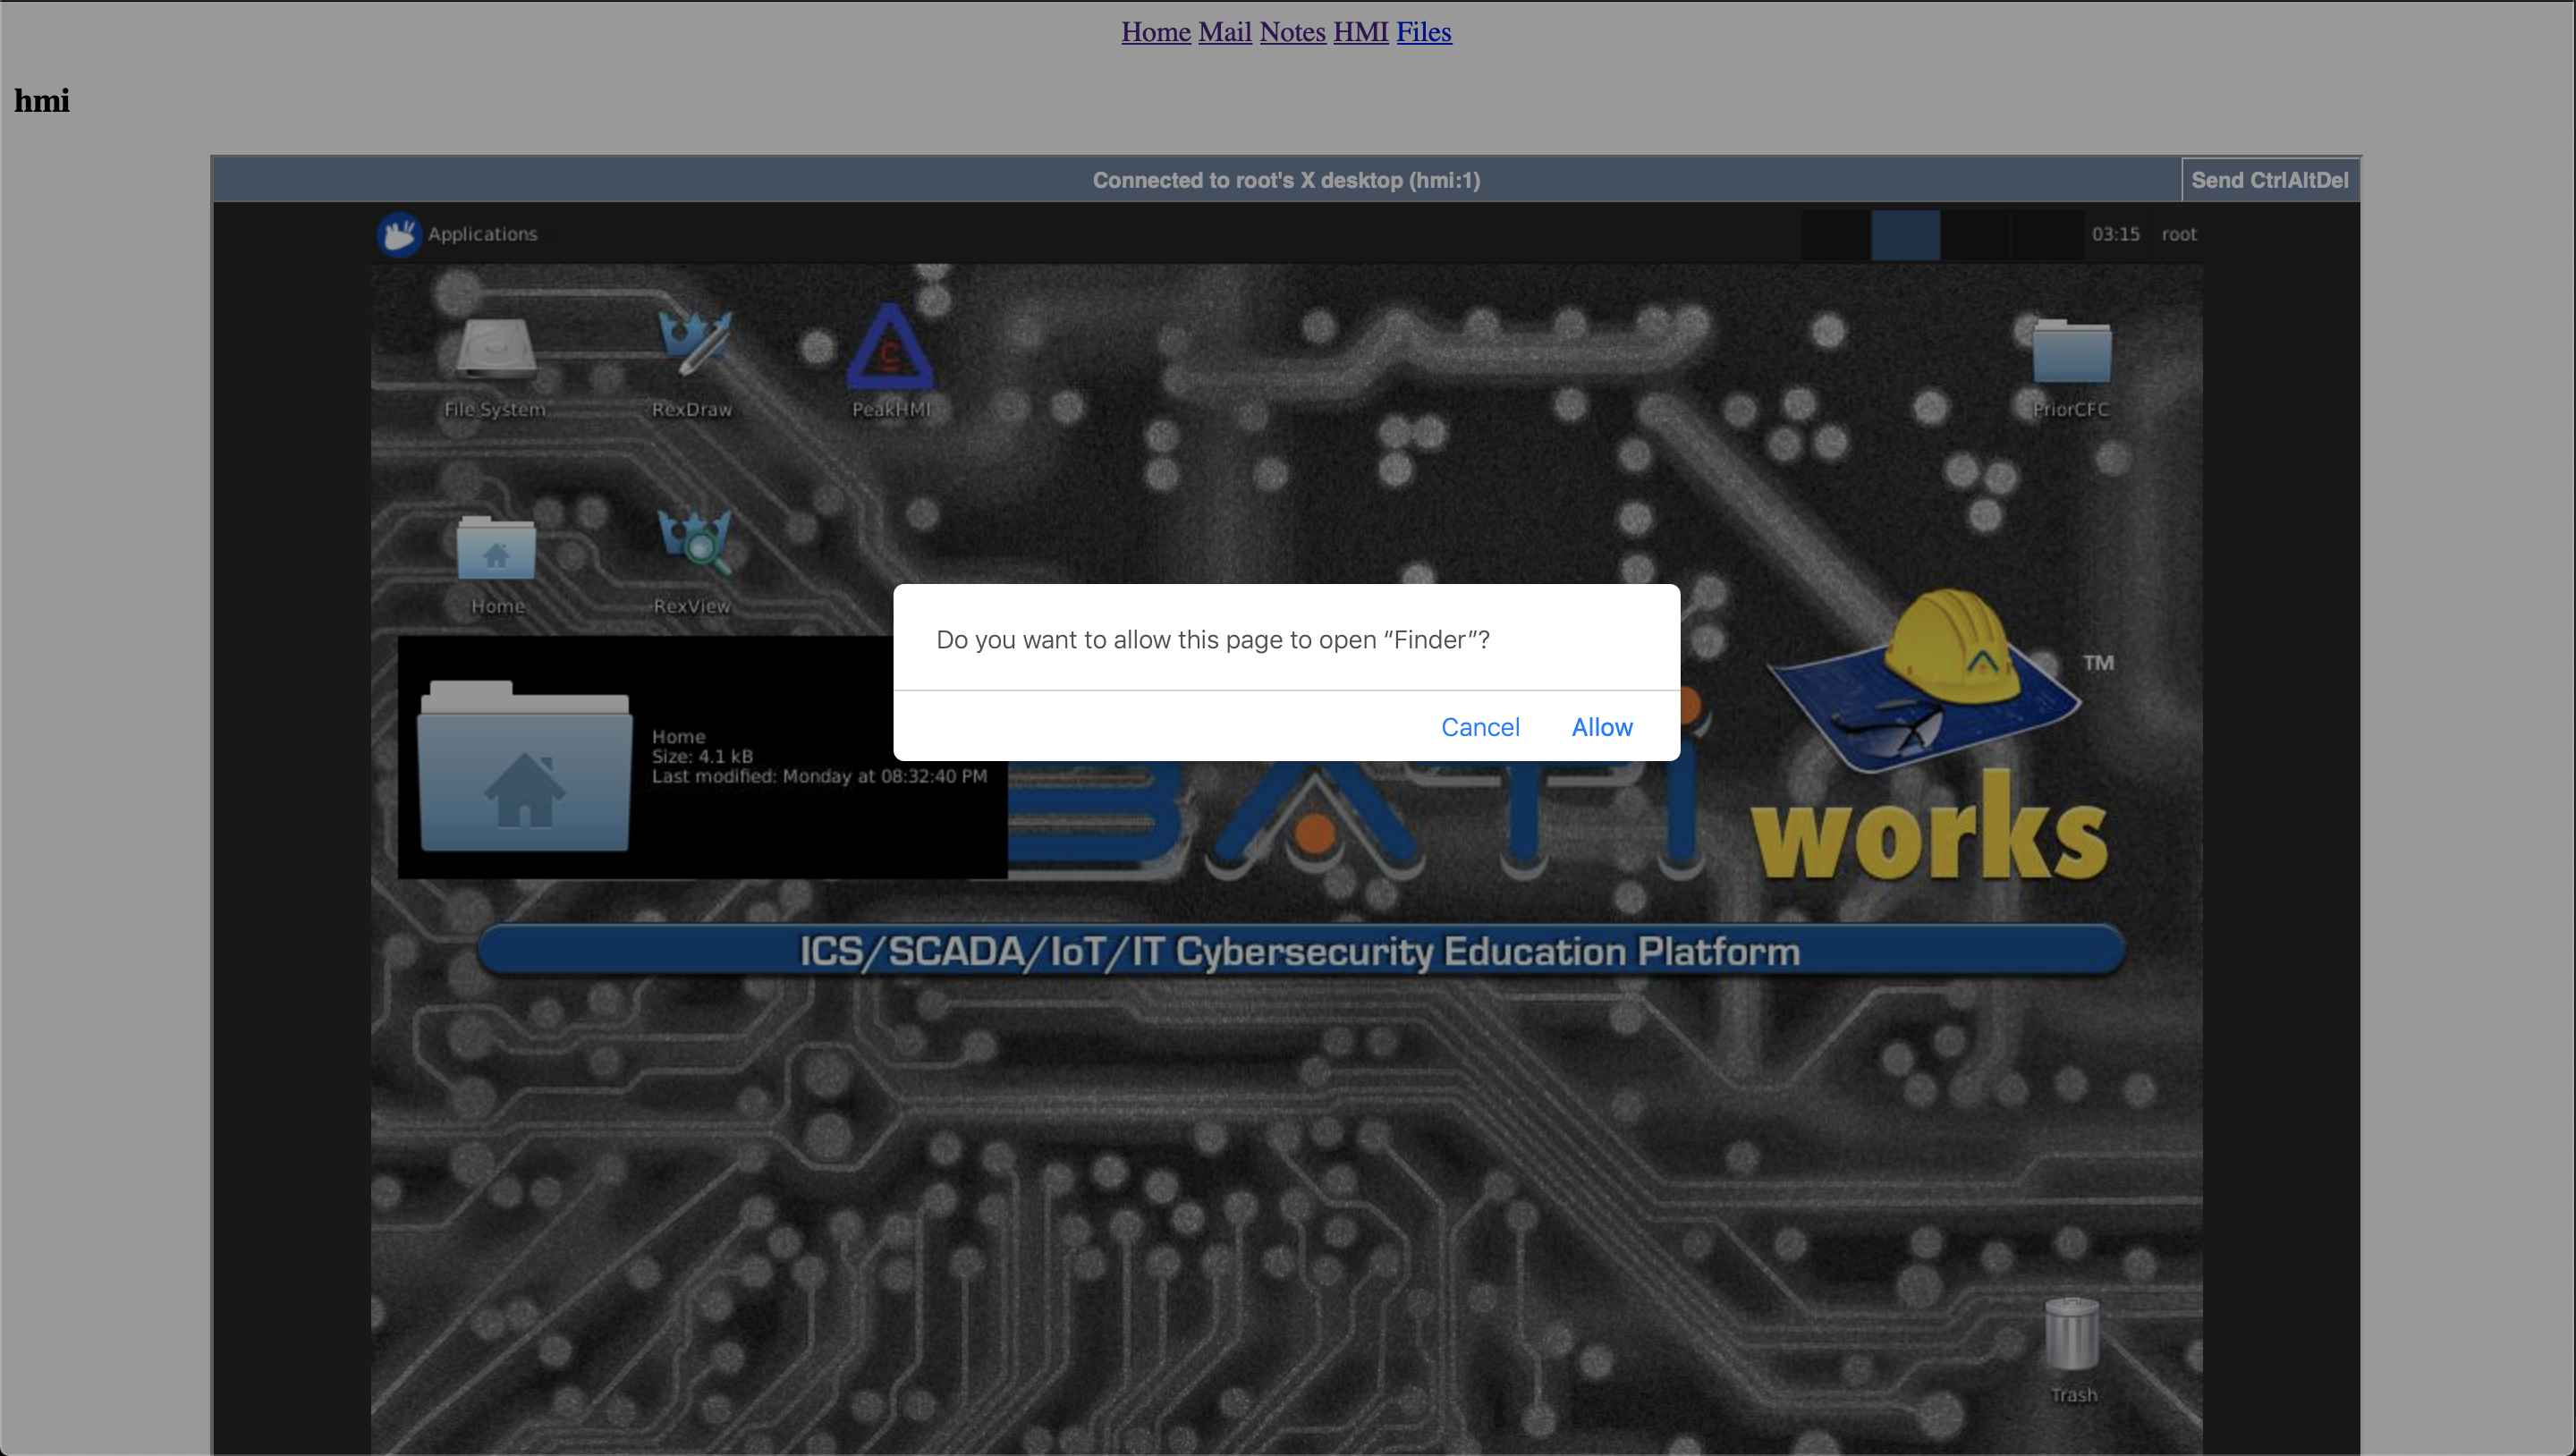 Home Mail Notes HMI Files
hmi
Connected to root's X desktop (hmi:1)
Send CtrlAltDel
Applications
03:15 root
File System
RexDraw
PeakHMI
C
PriorCFC
Home
RexView
Do you want to allow this page to open “Finder”?
Cancel Allow
Home
Size: 4.1 kB
Last modified: Monday at 08:32:40 PM
TM
works
ICS/SCADA/IoT/IT Cybersecurity Education Platform
Trash